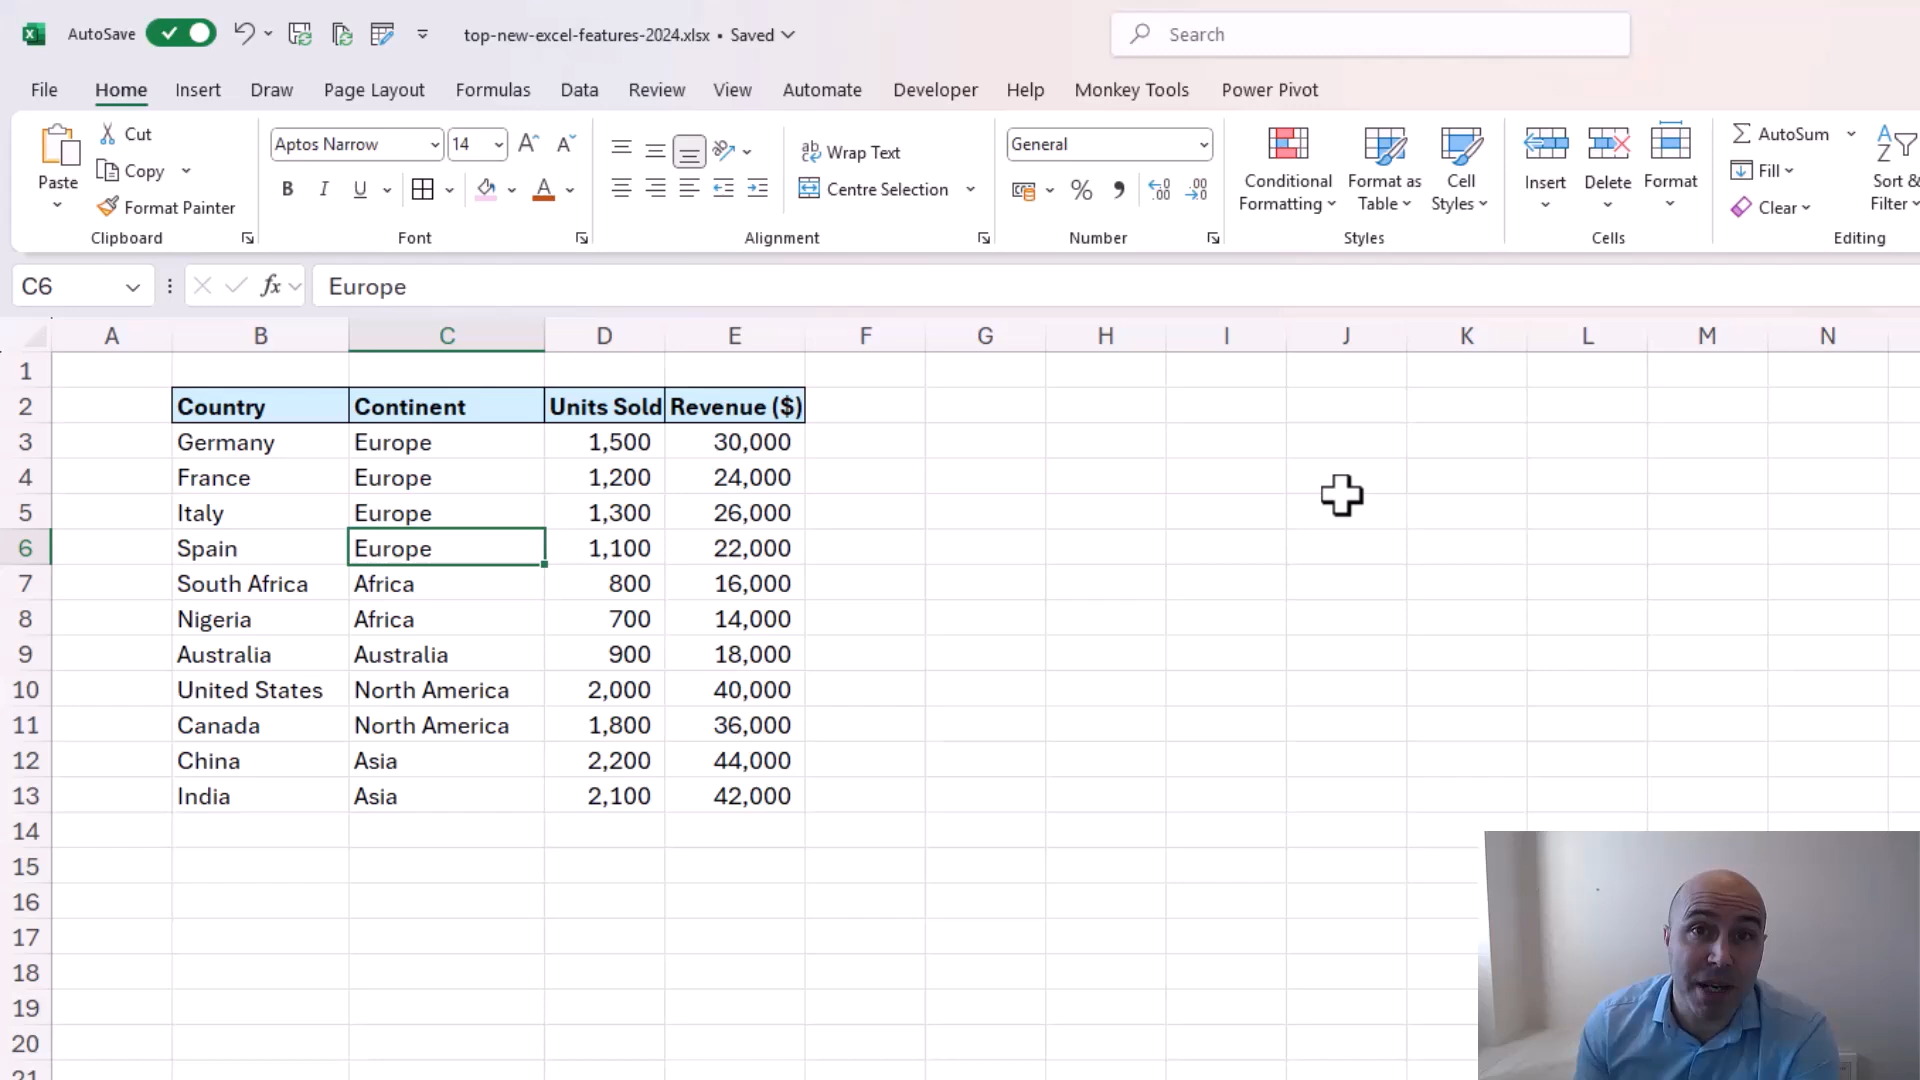 AutoSave
top-new-excel-features-2024.xlsx • Saved
Search
File Home Insert Draw Page Layout Formulas Data Review View Automate Developer Help Monkey Tools Power Pivot
Paste
Cut
Copy
Format Painter
Clipboard
Aptos Narrow 14
B I U
Font
Wrap Text
Centre Selection
Alignment
General
Number
Conditional Formatting
Format as Table
Cell Styles
Styles
Insert Delete Format
Cells
AutoSum
Fill
Clear
Sort &
Filter
Editing
C6 fx Europe
A B C D E F G H I J K L M N
1
2 Country Continent Units Sold Revenue ($)
3 Germany Europe 1,500 30,000
4 France Europe 1,200 24,000
5 Italy Europe 1,300 26,000
6 Spain Europe 1,100 22,000
7 South Africa Africa 800 16,000
8 Nigeria Africa 700 14,000
9 Australia Australia 900 18,000
10 United States North America 2,000 40,000
11 Canada North America 1,800 36,000
12 China Asia 2,200 44,000
13 India Asia 2,100 42,000
14
15
16
17
18
19
20
21